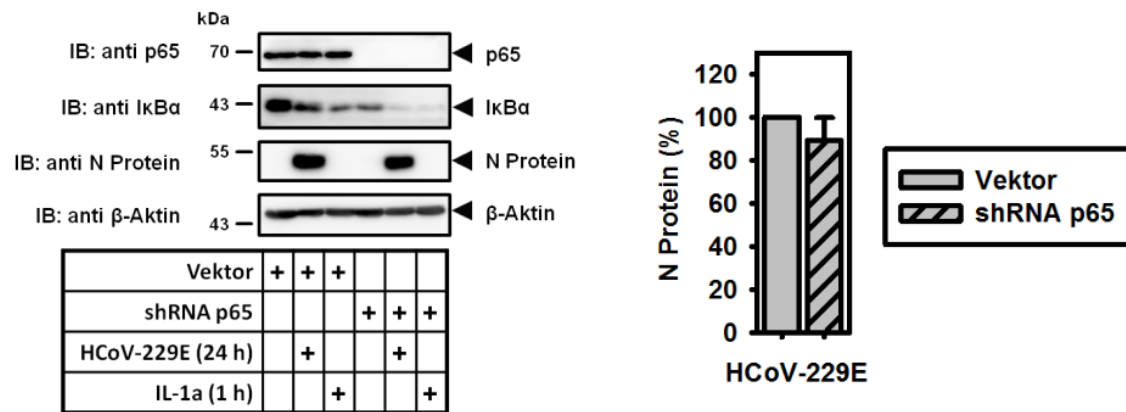 kDa
IB: anti p65 70 p65
IB: anti IκBα 43 IκBα
55
IB: anti N Protein N Protein
IB: anti β-Aktin β-Aktin
43
Vektor + + +
shRNA p65 + + +
HCoV-229E (24 h) + +
IL-1a (1 h) + +
N Protein (%)
120
100
80
60
40
20
0
HCoV-229E
Vektor
shRNA p65